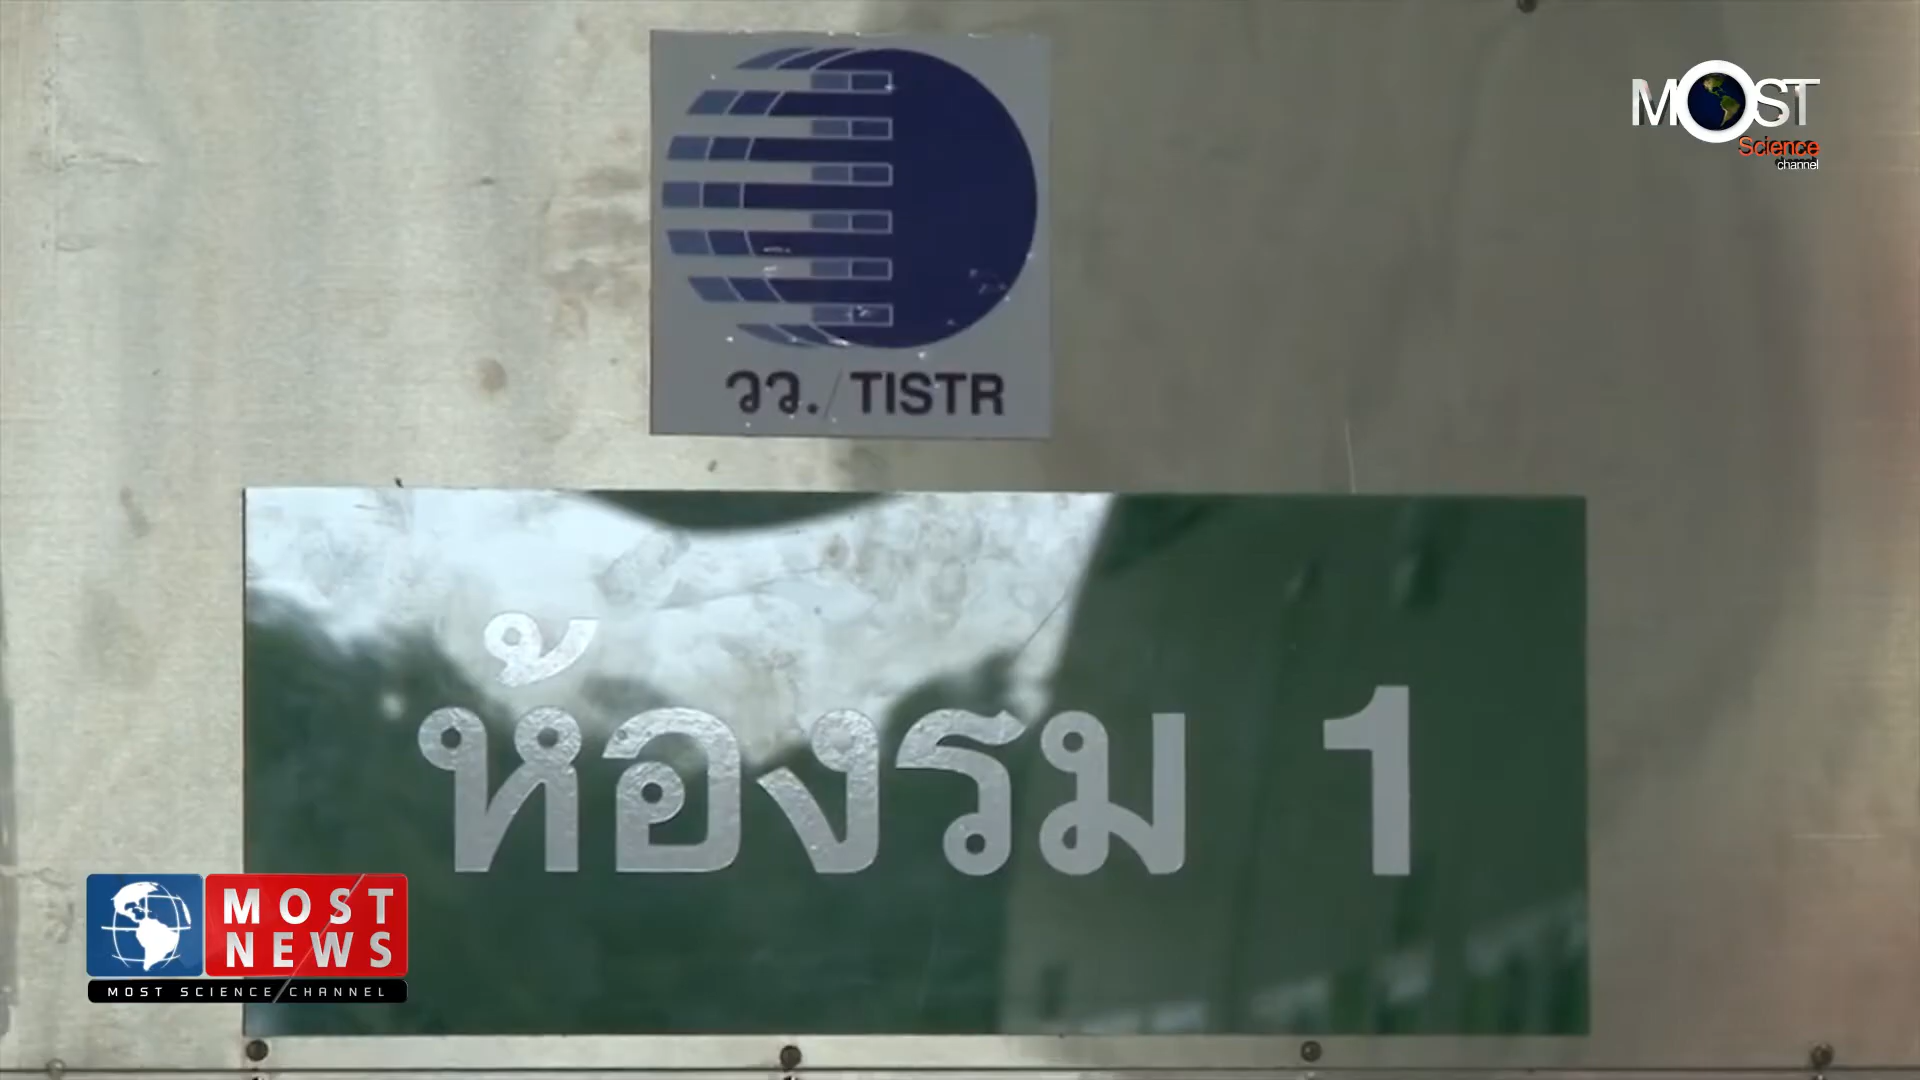 MOST
Science
channel
วว. / TISTR
ห้องรม 1
MOST
NEWS
MOST SCIENCE CHANNEL